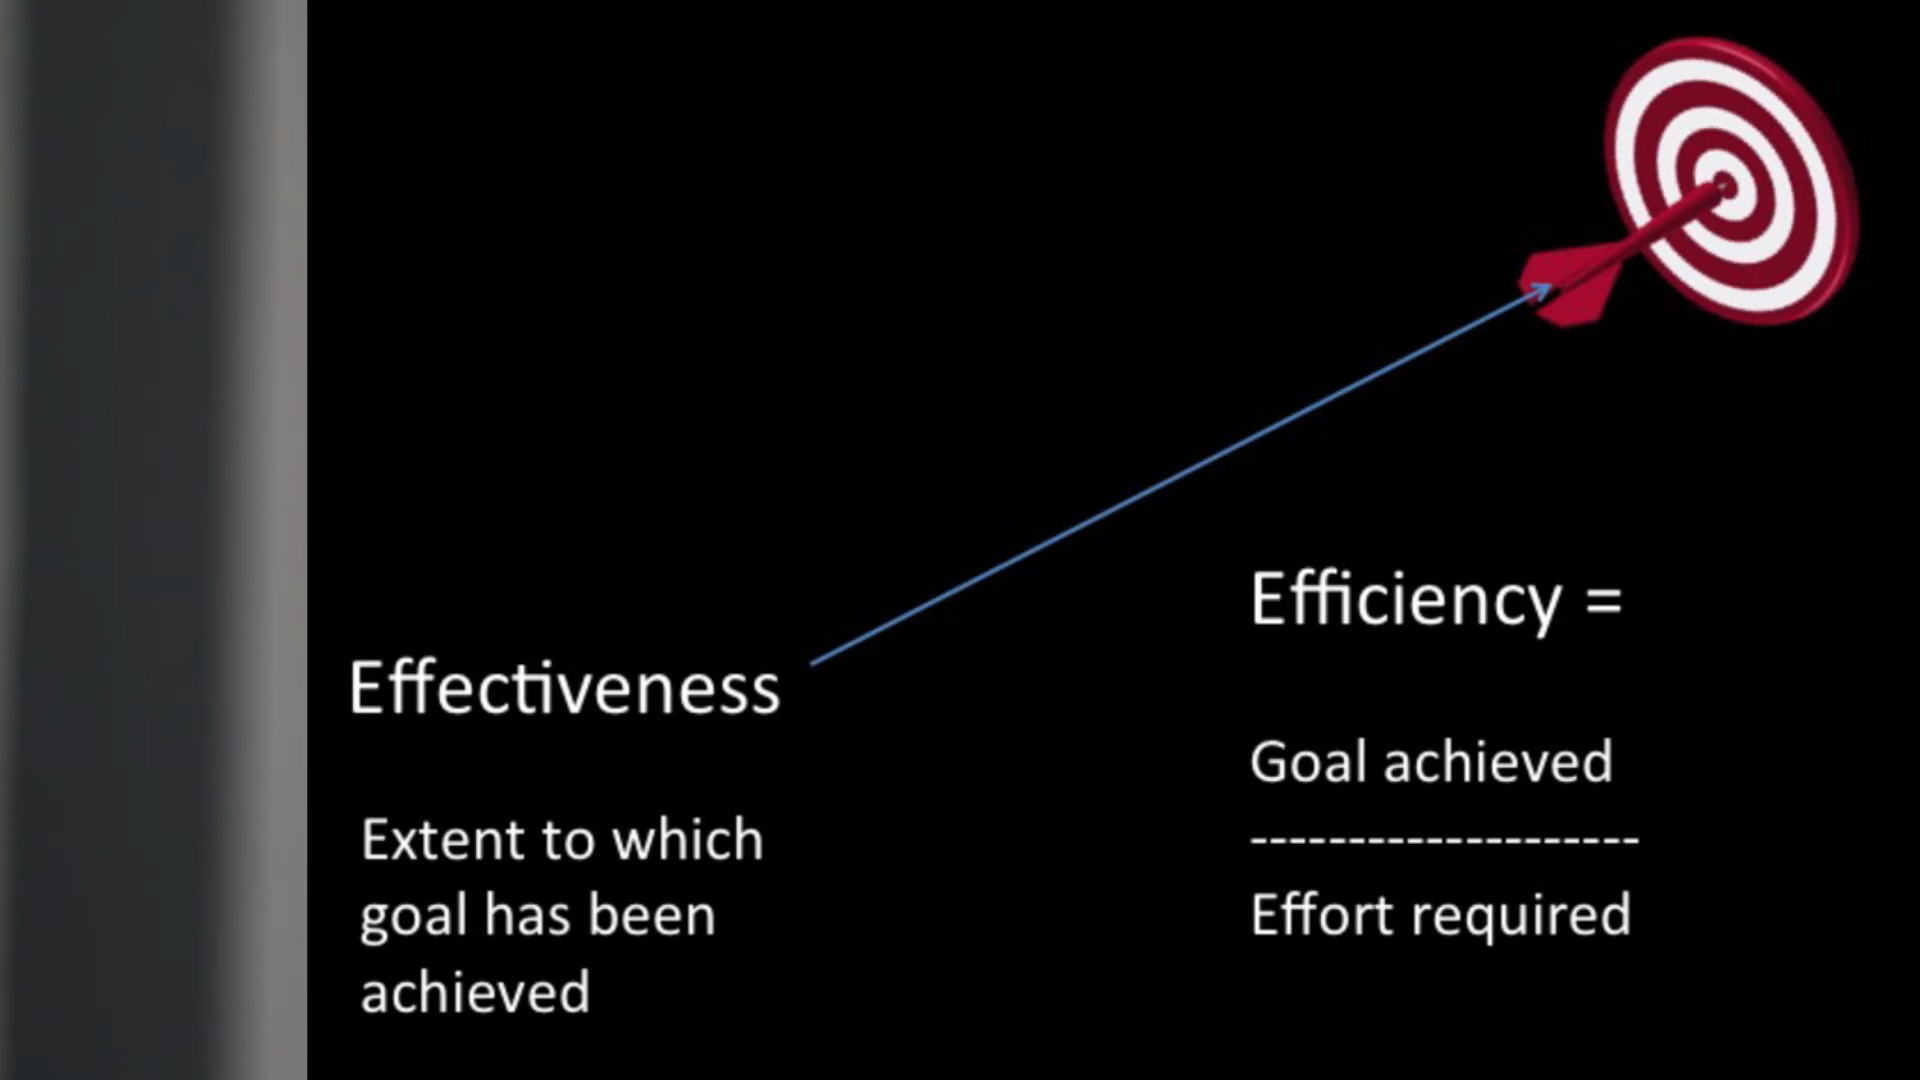 Effectiveness
Extent to which
goal has been
achieved
Efficiency =
Goal achieved
--------------------
Effort required